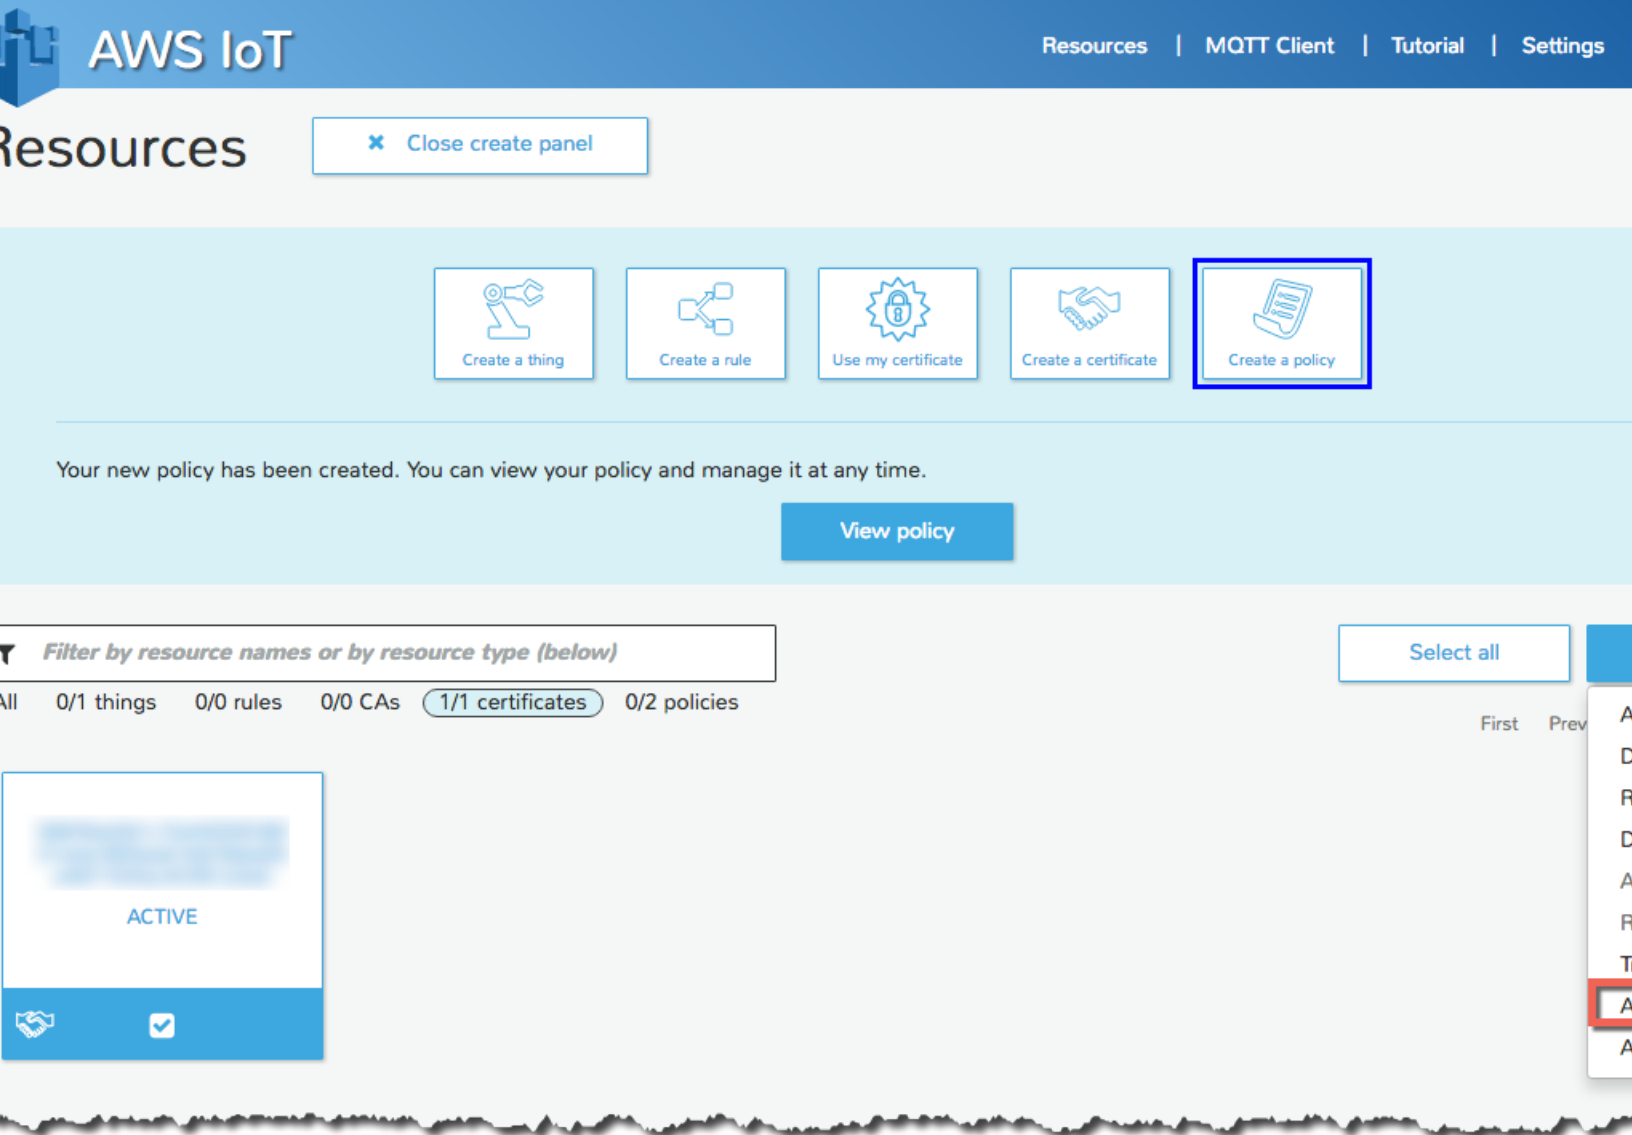 AWS IoT
Resources | MQTT Client | Tutorial | Settings
Resources
✖ Close create panel
Create a thing
Create a rule
Use my certificate
Create a certificate
Create a policy
Your new policy has been created. You can view your policy and manage it at any time.
View policy
Filter by resource names or by resource type (below)
Select all
All 0/1 things 0/0 rules 0/0 CAs 1/1 certificates 0/2 policies
First Prev
ACTIVE